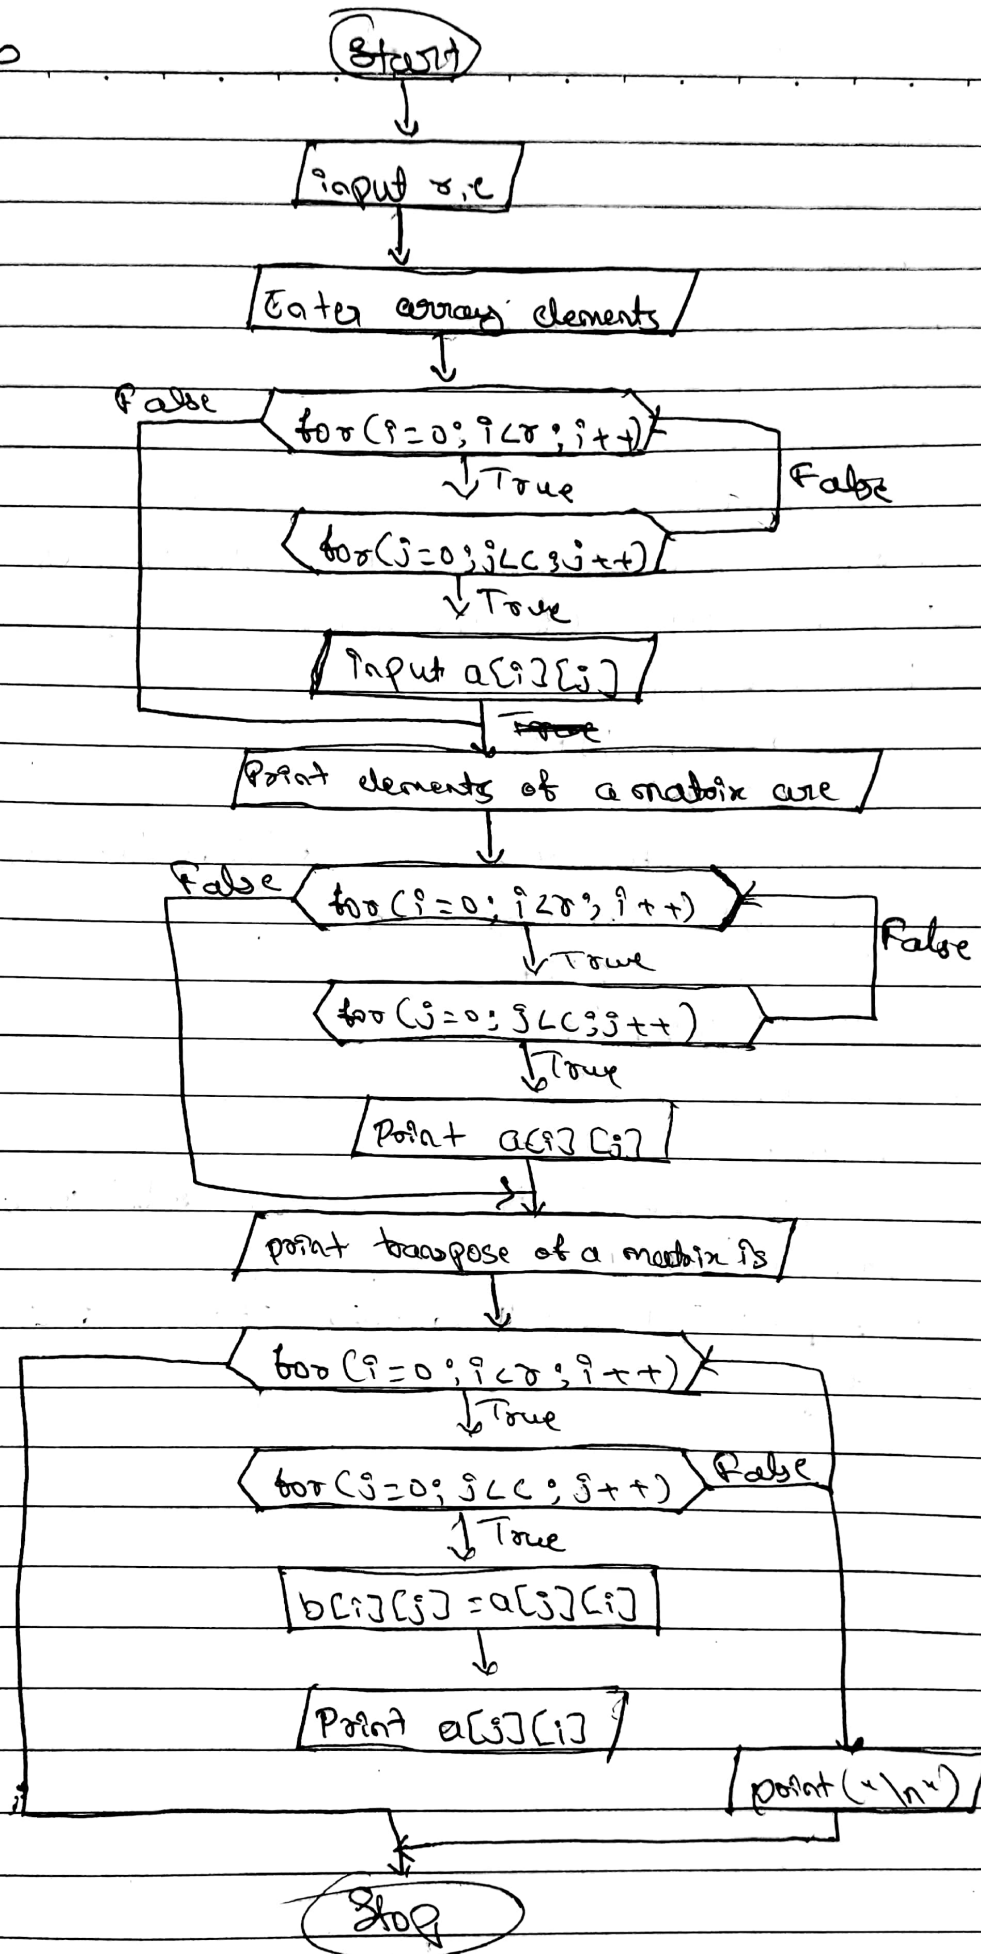 Start
input r,c
Enter array elements
False
for(i=0; i<r; i++)
True
False
for(j=0; j<c; j++)
True
input a[i][j]
True
Print elements of a matrix are
False
for(i=0; i<r; i++)
False
True
for(j=0; j<c; j++)
True
Print a[i][j]
print transpose of a matrix is
for(i=0; i<r; i++)
True
for(j=0; j<c; j++)
False
True
b[i][j] = a[j][i]
Print a[j][i]
print("\n")
Stop